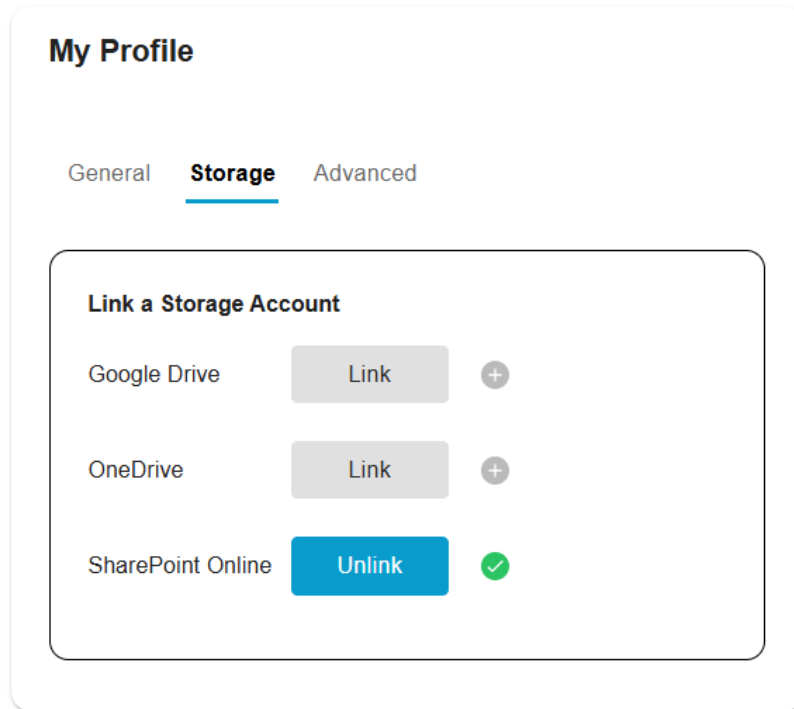 My Profile
General Storage Advanced
Link a Storage Account
Google Drive Link
OneDrive Link
SharePoint Online Unlink